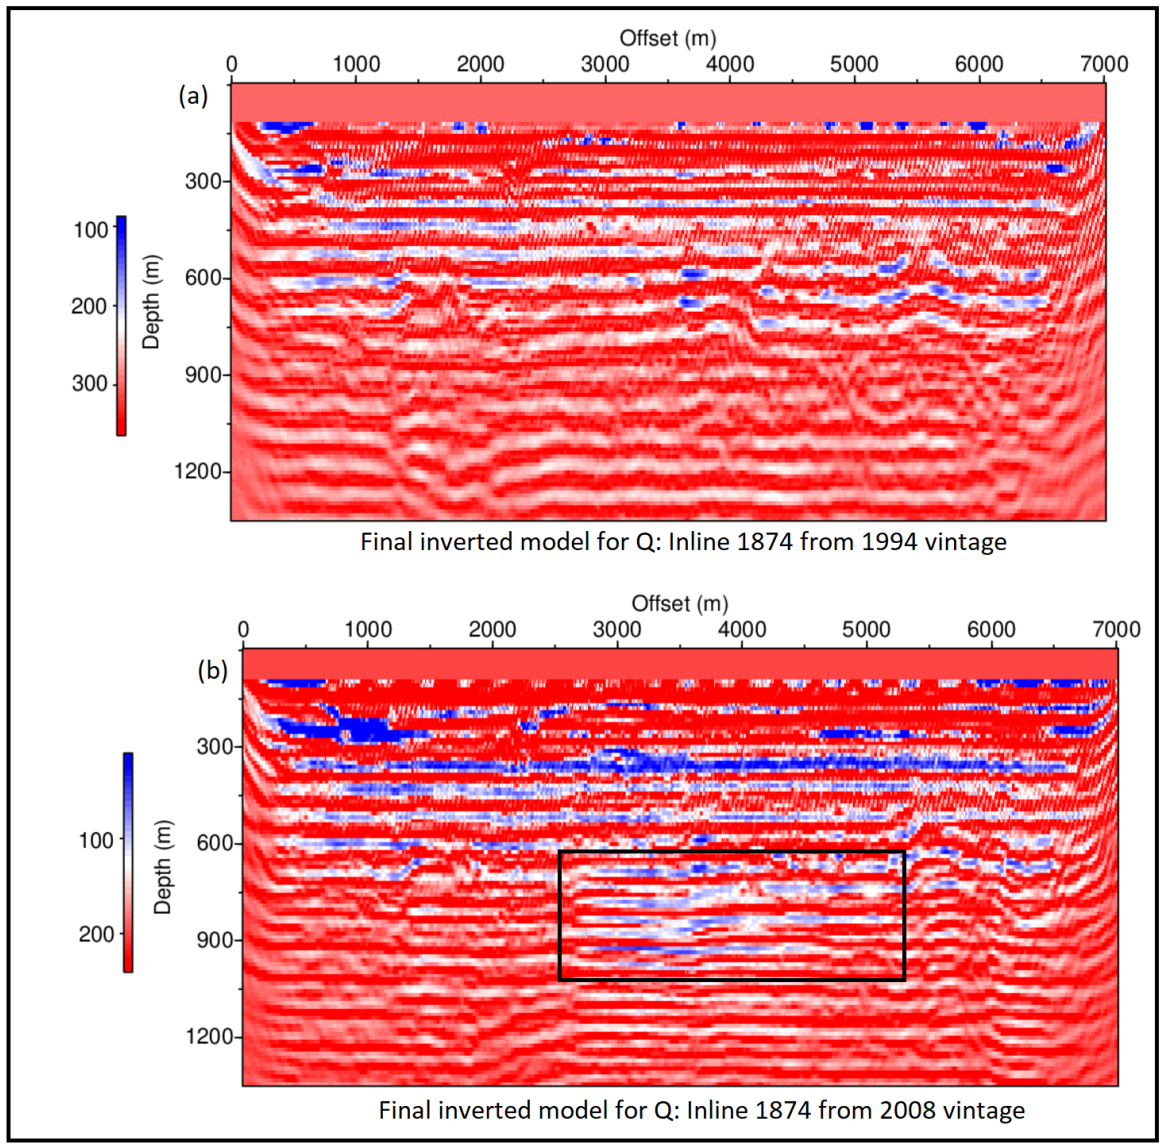 Offset (m)
0 1000 2000 3000 4000 5000 6000 7000
(a)
300
600
900
1200
Depth (m)
100
200
300
Final inverted model for Q: Inline 1874 from 1994 vintage
Offset (m)
0 1000 2000 3000 4000 5000 6000 7000
(b)
300
600
900
1200
Depth (m)
100
200
Final inverted model for Q: Inline 1874 from 2008 vintage